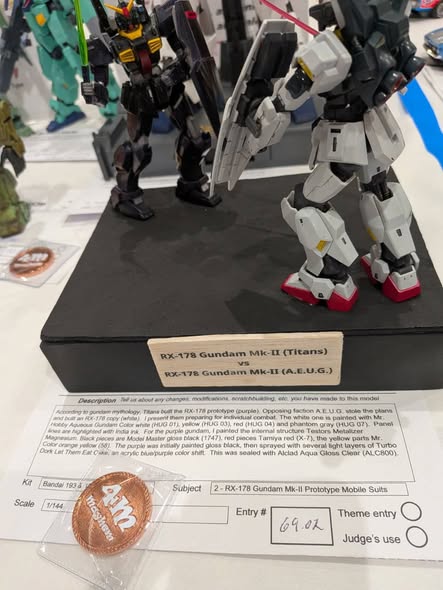 RX-178 Gundam Mk-II (Titans)
vs
RX-178 Gundam Mk-II (A.E.U.G.)
Description Tell us about any changes, modifications, scratchbuilding, etc, you have made to this model
According to gundam mythology, Titans built the RX-178 prototype (purple). Opposing faction A.E.U.G. stole the plans
and built an RX-178 copy (white). I present them preparing for individual combat. The white one is painted with Mr.
Hobby Aqueous Gundam Color white (HUG 01), yellow (HUG 03), red (HUG 04) and phantom gray (HUG 07). Panel
lines are highlighted with India ink. For the purple gundam, I painted the internal structure Testors Metalizer
Magnesium. Black pieces are Model Master gloss black (1747), red pieces Tamiya red (X-7), the yellow parts Mr.
Color orange yellow (58). The purple was initially painted gloss black, then sprayed with several light layers of Turbo
Dork Let Them Eat Cake, an acrylic blue/purple color shift. This was sealed with Alclad Aqua Gloss Clear (ALC600).
Kit Bandai 193 &
Subject 2 - RX-178 Gundam Mk-II Prototype Mobile Suits
Scale 1/144
Entry # 69.02
Theme entry
Judge's use